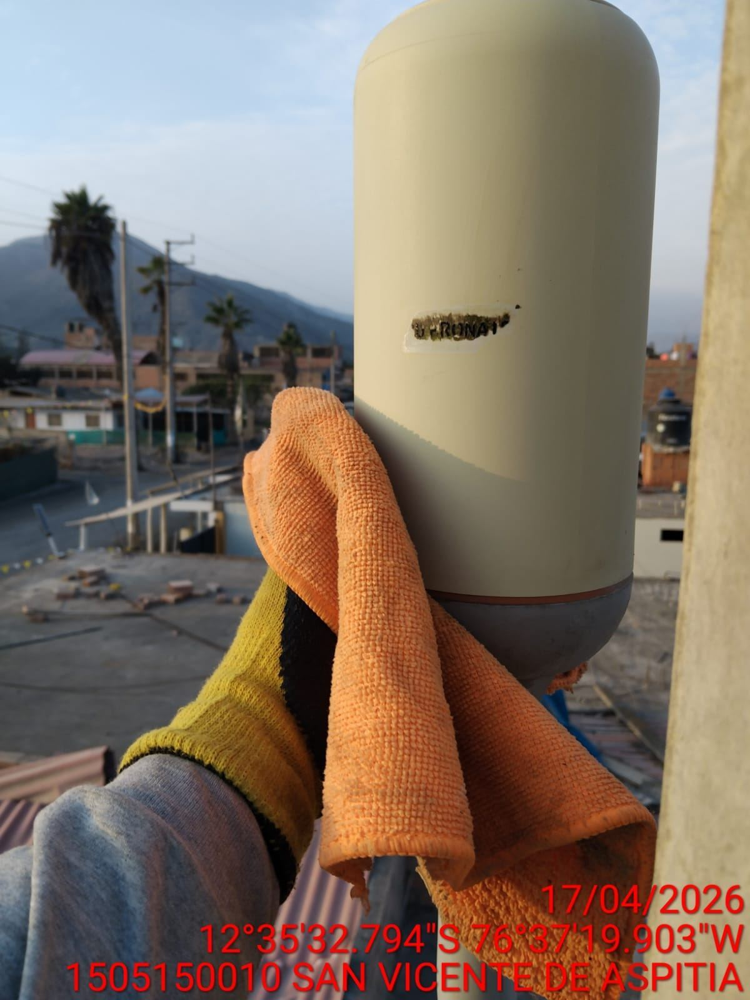 17/04/2026
12°35'32.794"S 76°37'19.903"W
1505150010 SAN VICENTE DE ASPITIA